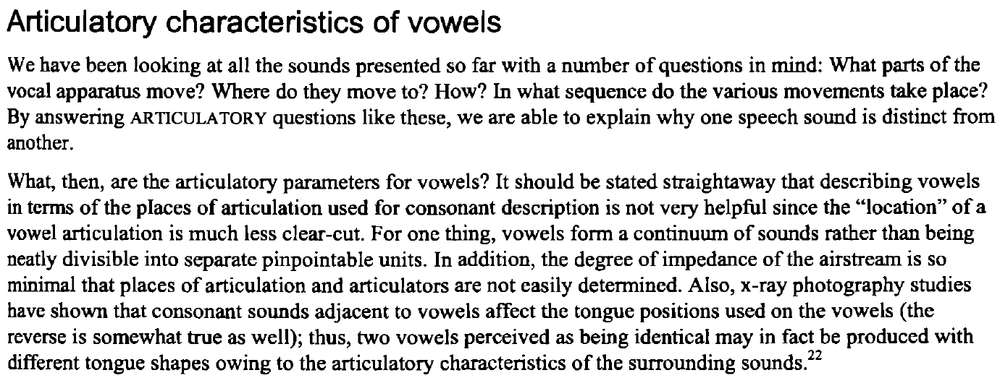 Articulatory characteristics of vowels
We have been looking at all the sounds presented so far with a number of questions in mind: What parts of the
vocal apparatus move? Where do they move to? How? In what sequence do the various movements take place?
By answering ARTICULATORY questions like these, we are able to explain why one speech sound is distinct from
another.
What, then, are the articulatory parameters for vowels? It should be stated straightaway that describing vowels
in terms of the places of articulation used for consonant description is not very helpful since the “location” of a
vowel articulation is much less clear-cut. For one thing, vowels form a continuum of sounds rather than being
neatly divisible into separate pinpointable units. In addition, the degree of impedance of the airstream is so
minimal that places of articulation and articulators are not easily determined. Also, x-ray photography studies
have shown that consonant sounds adjacent to vowels affect the tongue positions used on the vowels (the
reverse is somewhat true as well); thus, two vowels perceived as being identical may in fact be produced with
different tongue shapes owing to the articulatory characteristics of the surrounding sounds.22